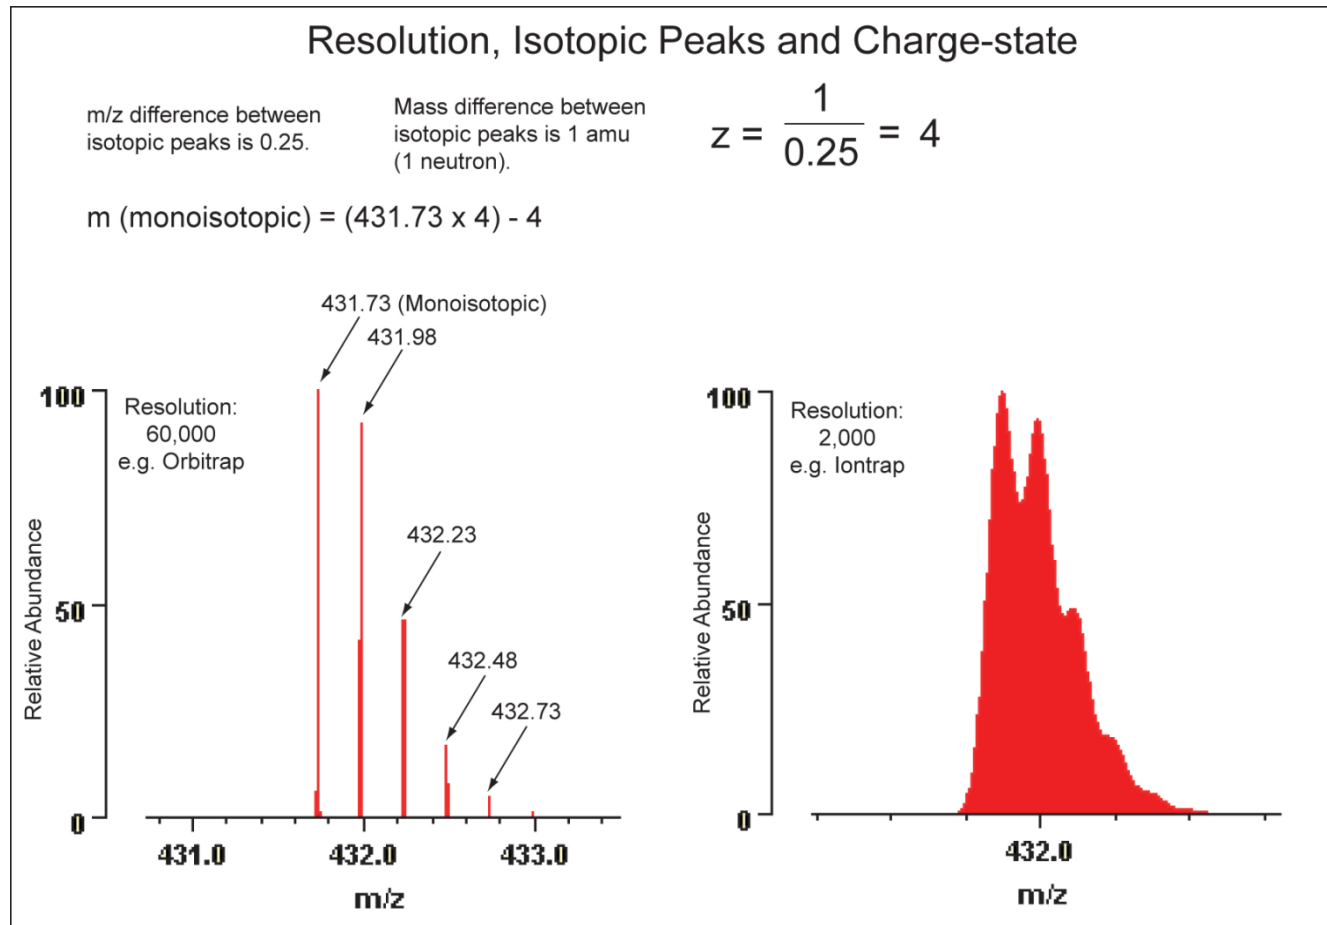 Resolution, Isotopic Peaks and Charge-state
m/z difference between
isotopic peaks is 0.25.
Mass difference between
isotopic peaks is 1 amu
(1 neutron).
z = 1 / 0.25 = 4
m (monoisotopic) = (431.73 x 4) - 4
431.73 (Monoisotopic)
431.98
432.23
432.48
432.73
Resolution:
60,000
e.g. Orbitrap
Relative Abundance
100
50
0
431.0 432.0 433.0
m/z
Resolution:
2,000
e.g. Iontrap
Relative Abundance
100
50
0
432.0
m/z